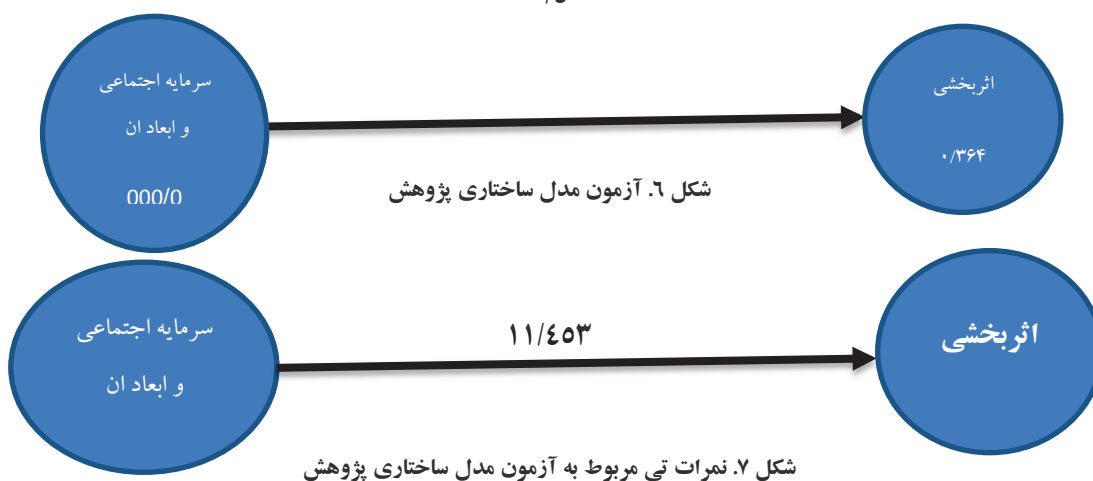 سرمایه اجتماعی
و ابعاد ان
000/0
اثربخشی
۰/۳۶۴
شکل ٦. آزمون مدل ساختاری پژوهش
سرمایه اجتماعی
و ابعاد ان
۱۱/٤٥۳
اثربخشی
شکل ۷. نمرات تی مربوط به آزمون مدل ساختاری پژوهش